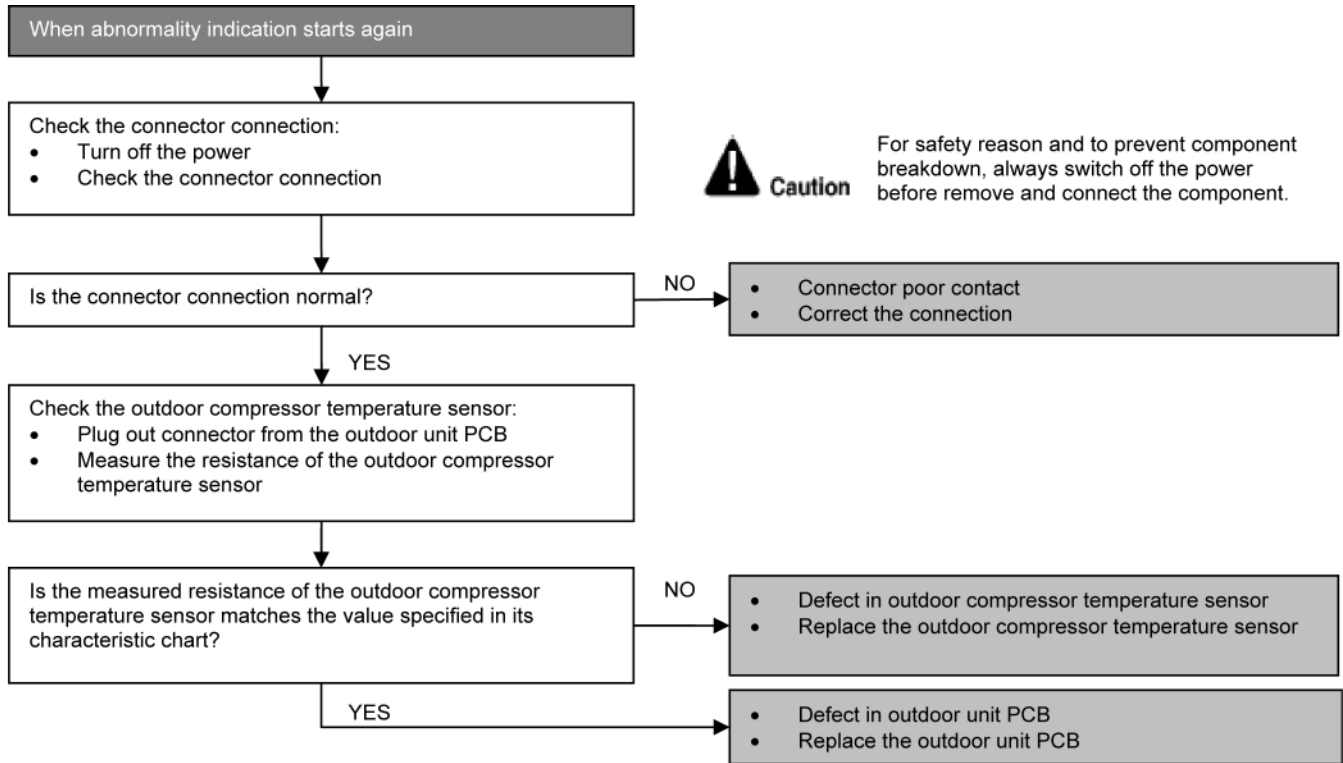 When abnormality indication starts again
Check the connector connection:
• Turn off the power
• Check the connector connection
Caution
For safety reason and to prevent component
breakdown, always switch off the power
before remove and connect the component.
Is the connector connection normal?
NO
• Connector poor contact
• Correct the connection
YES
Check the outdoor compressor temperature sensor:
• Plug out connector from the outdoor unit PCB
• Measure the resistance of the outdoor compressor
temperature sensor
Is the measured resistance of the outdoor compressor
temperature sensor matches the value specified in its
characteristic chart?
NO
• Defect in outdoor compressor temperature sensor
• Replace the outdoor compressor temperature sensor
YES
• Defect in outdoor unit PCB
• Replace the outdoor unit PCB